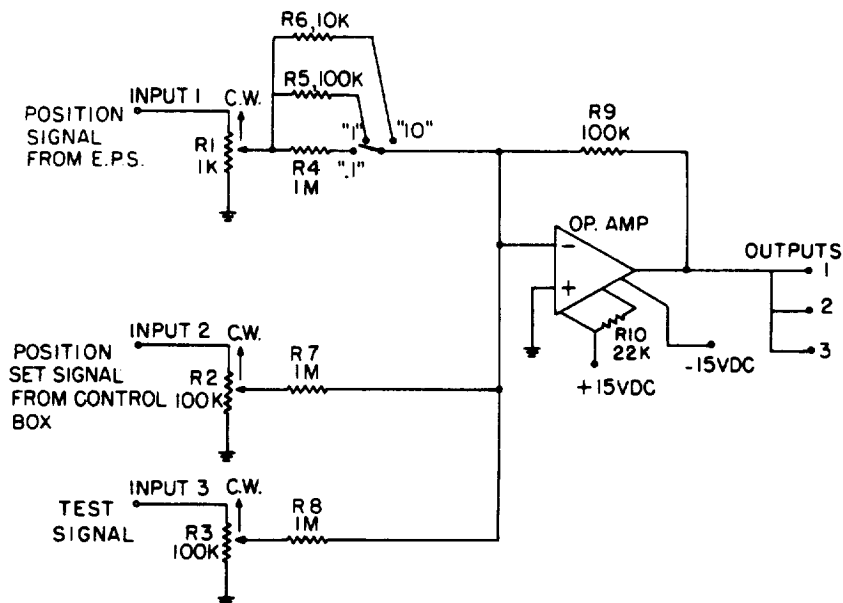 R6,10K
R5,100K
INPUT 1
C.W.
POSITION
SIGNAL
FROM E.P.S.
R1
1K
"1"
"10"
".1"
R4
1M
R9
100K
OP. AMP
−
+
OUTPUTS
1
2
3
R10
22K
-15VDC
+15VDC
INPUT 2
C.W.
POSITION
SET SIGNAL
FROM CONTROL
BOX
R2
100K
R7
1M
INPUT 3
C.W.
TEST
SIGNAL
R3
100K
R8
1M